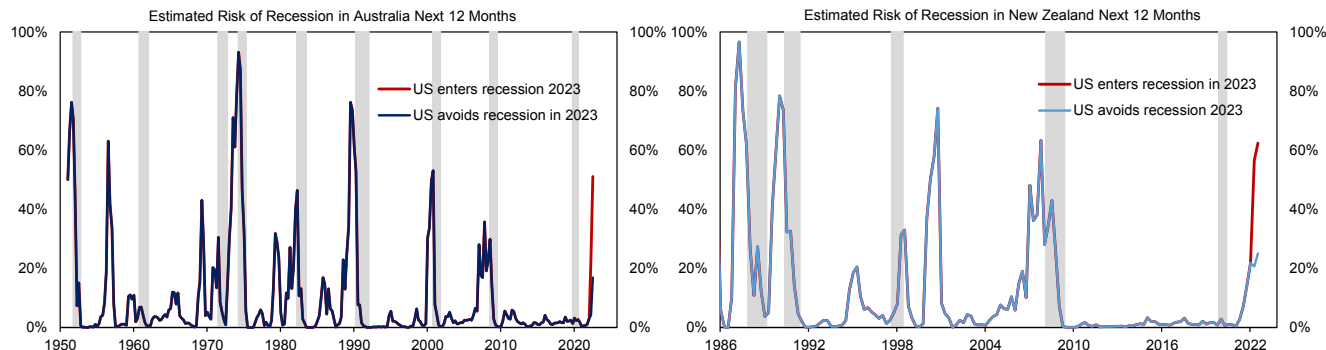 Estimated Risk of Recession in Australia Next 12 Months
100% 100%
US enters recession 2023
80% 80%
US avoids recession in 2023
60% 60%
40% 40%
20% 20%
0% 0%
1950 1960 1970 1980 1990 2000 2010 2020
Estimated Risk of Recession in New Zealand Next 12 Months
100% 100%
US enters recession in 2023
80% 80%
US avoids recession 2023
60% 60%
40% 40%
20% 20%
0% 0%
1986 1992 1998 2004 2010 2016 2022